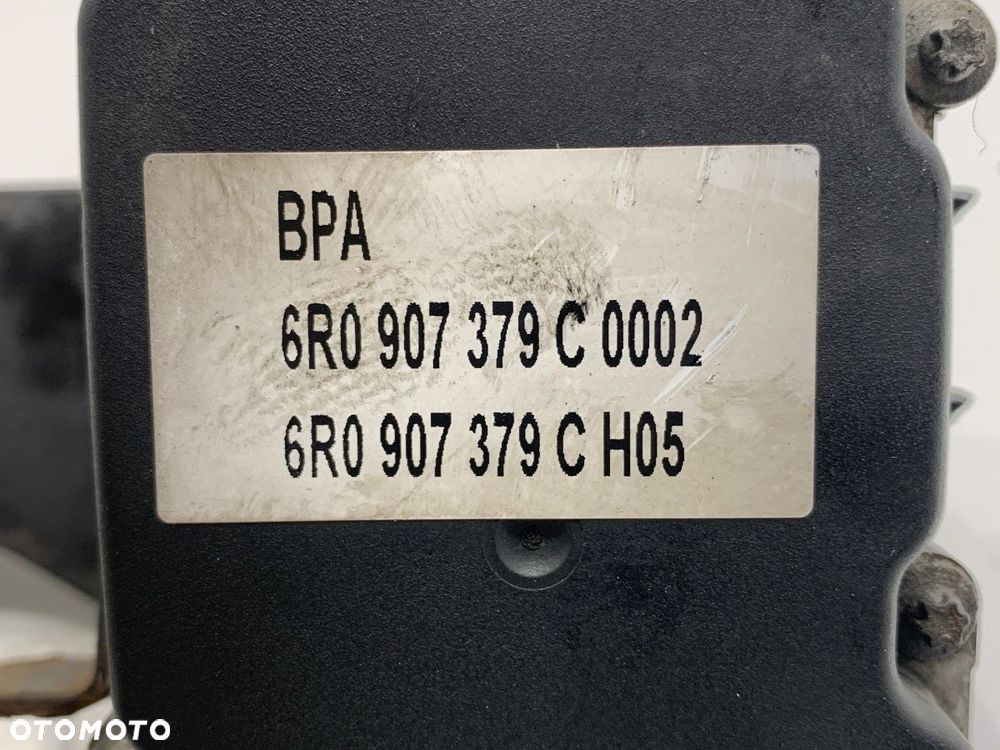 BPA
6R0 907 379 C 0002
6R0 907 379 C H05
OTOMOTO